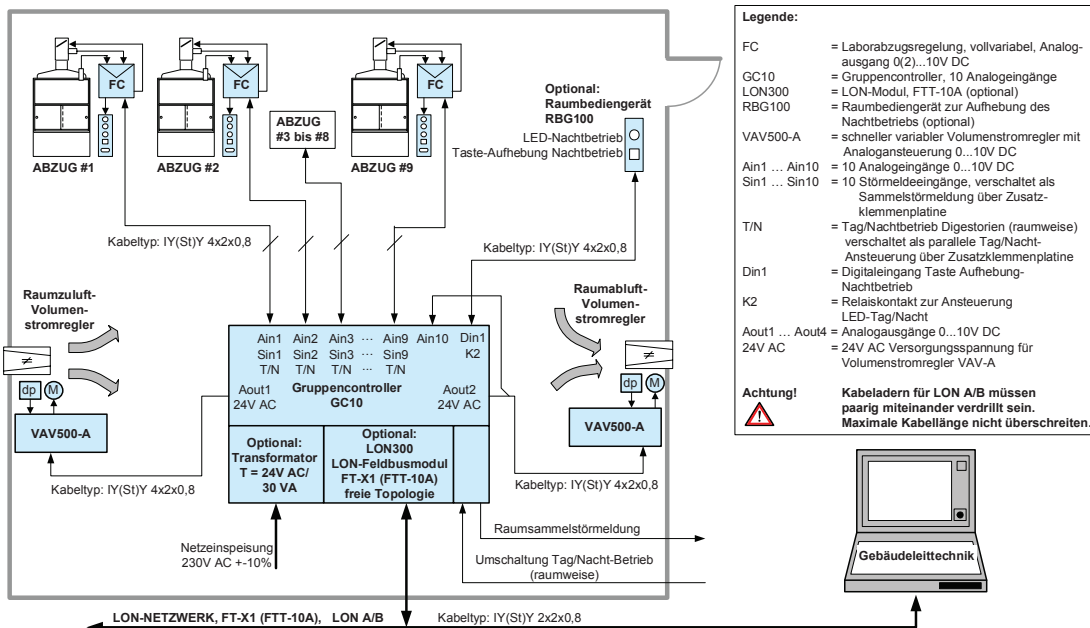 FC
FC
FC
ABZUG #1
ABZUG #2
ABZUG
#3 bis #8
ABZUG #9
Optional:
Raumbediengerät
RBG100
LED-Nachtbetrieb
Taste-Aufhebung Nachtbetrieb
Kabeltyp: IY(St)Y 4x2x0,8
Kabeltyp: IY(St)Y 4x2x0,8
Raumzuluft-
Volumen-
stromregler
Raumabluft-
Volumen-
stromregler
≠
dp
M
VAV500-A
≠
dp
M
VAV500-A
Ain1 Ain2 Ain3 ... Ain9 Ain10 Din1
Sin1 Sin2 Sin3 ... Sin9 K2
T/N T/N T/N ... T/N
Aout1 Gruppencontroller Aout2
24V AC GC10 24V AC
Optional:
Transformator
T = 24V AC/
30 VA
Optional:
LON300
LON-Feldbusmodul
FT-X1 (FTT-10A)
freie Topologie
Kabeltyp: IY(St)Y 4x2x0,8
Kabeltyp: IY(St)Y 4x2x0,8
Netzeinspeisung
230V AC +-10%
Raumsammelstörmeldung
Umschaltung Tag/Nacht-Betrieb
(raumweise)
LON-NETZWERK, FT-X1 (FTT-10A), LON A/B Kabeltyp: IY(St)Y 2x2x0,8
Gebäudeleittechnik
Legende:
FC = Laborabzugsregelung, vollvariabel, Analog-
ausgang 0(2)...10V DC
GC10 = Gruppencontroller, 10 Analogeingänge
LON300 = LON-Modul, FTT-10A (optional)
RBG100 = Raumbediengerät zur Aufhebung des
Nachtbetriebs (optional)
VAV500-A = schneller variabler Volumenstromregler mit
Analogansteuerung 0...10V DC
Ain1 ... Ain10 = 10 Analogeingänge 0...10V DC
Sin1 ... Sin10 = 10 Störmeldeeingänge, verschaltet als
Sammelstörmeldung über Zusatz-
klemmenplatine
T/N = Tag/Nachtbetrieb Digestorien (raumweise)
verschaltet als parallele Tag/Nacht-
Ansteuerung über Zusatzklemmenplatine
Din1 = Digitaleingang Taste Aufhebung-
Nachtbetrieb
K2 = Relaiskontakt zur Ansteuerung
LED-Tag/Nacht
Aout1 ... Aout4 = Analogausgänge 0...10V DC
24V AC = 24V AC Versorgungsspannung für
Volumenstromregler VAV-A
Achtung! Kabeladern für LON A/B müssen
paarig miteinander verdrillt sein.
Maximale Kabellänge nicht überschreiten.